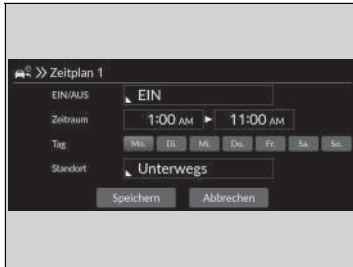 Zeitplan 1
EIN/AUS EIN
Zeitraum 1:00 AM ► 11:00 AM
Tag Mo. Di. Mi. Do. Fr. Sa. So.
Standort Unterwegs
Speichern Abbrechen